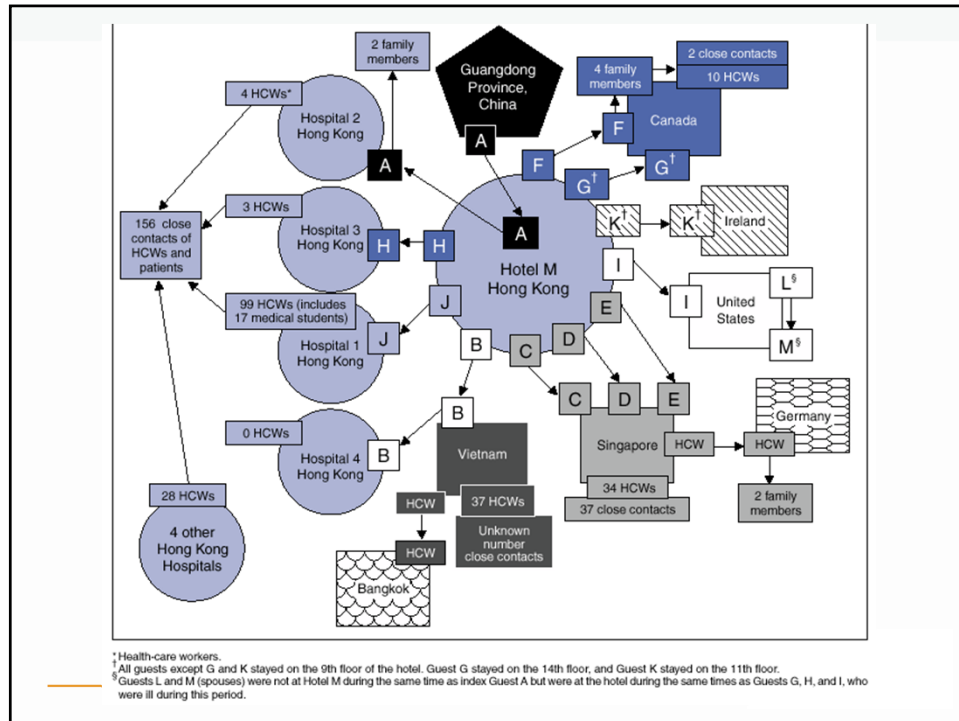 2 family
members
Guangdong
Province,
China
2 close contacts
4 family
members
10 HCWs
4 HCWs*
Hospital 2
Hong Kong
Canada
F
A
A
F
G†
G†
3 HCWs
156 close
contacts of
HCWs and
patients
Hospital 3
Hong Kong
H
H
A
K†
K†
Ireland
Hotel M
Hong Kong
I
I
United
States
L§
M§
99 HCWs (includes
17 medical students)
Hospital 1
Hong Kong
J
J
B
C
D
E
B
C
D
E
0 HCWs
Hospital 4
Hong Kong
B
Vietnam
Singapore
HCW
HCW
Germany
28 HCWs
4 other
Hong Kong
Hospitals
HCW
37 HCWs
34 HCWs
37 close contacts
2 family
members
Unknown
number
close contacts
HCW
Bangkok
*Health-care workers.
†All guests except G and K stayed on the 9th floor of the hotel. Guest G stayed on the 14th floor, and Guest K stayed on the 11th floor.
§Guests L and M (spouses) were not at Hotel M during the same time as index Guest A but were at the hotel during the same times as Guests G, H, and I, who
were ill during this period.